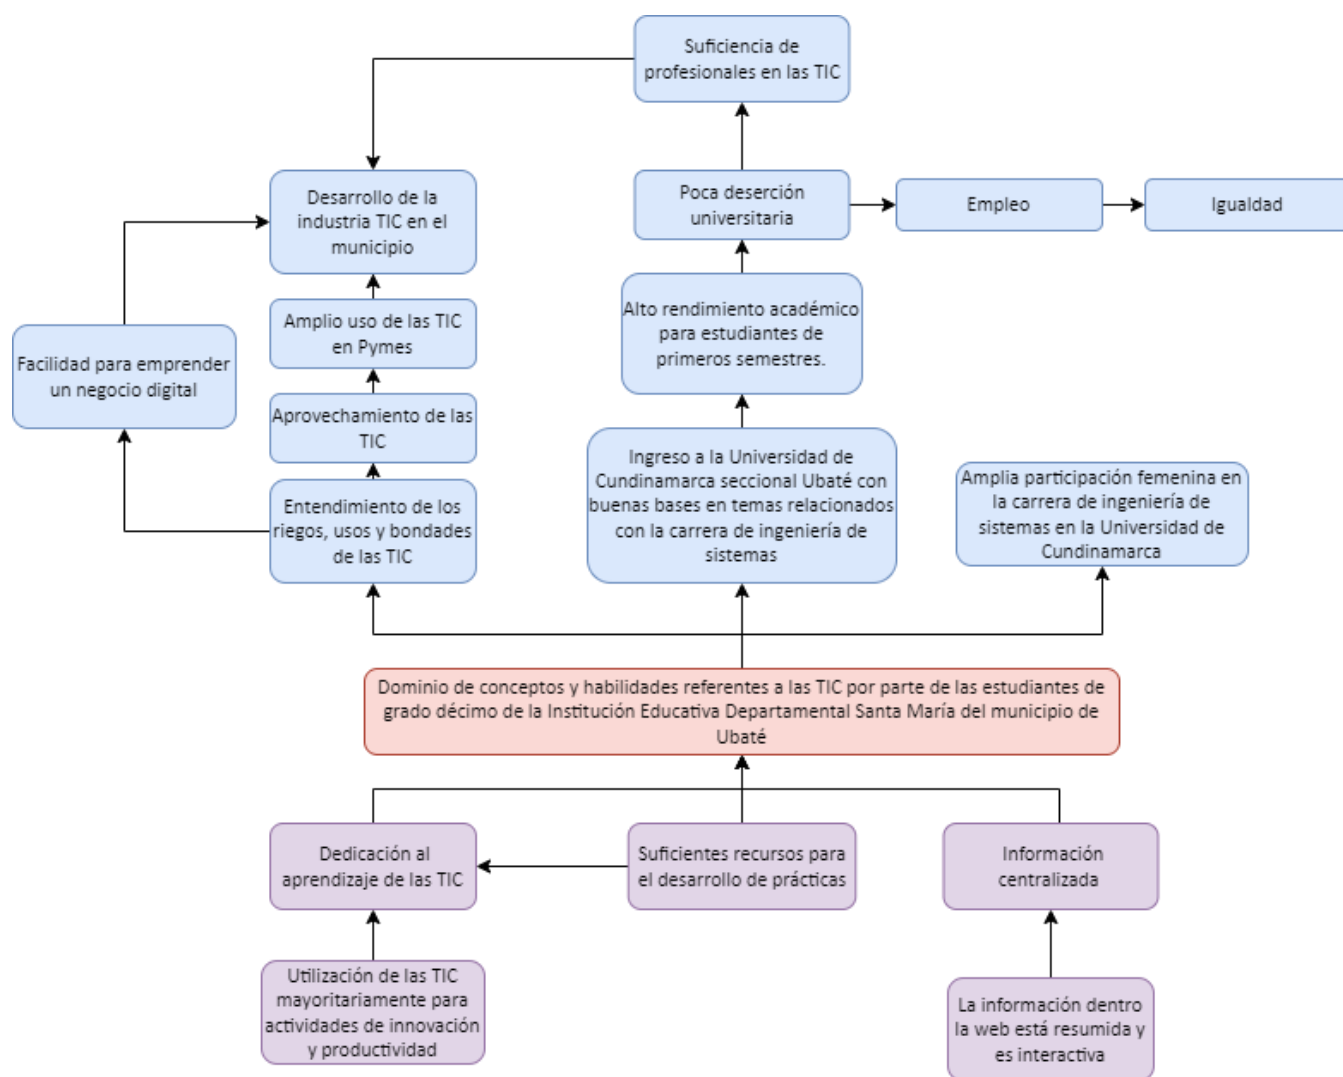 Suficiencia de
profesionales en las TIC
Desarrollo de la
industria TIC en el
municipio
Poca deserción
universitaria
Empleo
Igualdad
Amplio uso de las TIC
en Pymes
Alto rendimiento académico
para estudiantes de
primeros semestres.
Facilidad para emprender
un negocio digital
Aprovechamiento de las
TIC
Ingreso a la Universidad de
Cundinamarca seccional Ubaté con
buenas bases en temas relacionados
con la carrera de ingeniería de
sistemas
Amplia participación femenina en
la carrera de ingeniería de
sistemas en la Universidad de
Cundinamarca
Entendimiento de los
riegos, usos y bondades
de las TIC
Dominio de conceptos y habilidades referentes a las TIC por parte de las estudiantes de
grado décimo de la Institución Educativa Departamental Santa María del municipio de
Ubaté
Dedicación al
aprendizaje de las TIC
Suficientes recursos para
el desarrollo de prácticas
Información
centralizada
Utilización de las TIC
mayoritariamente para
actividades de innovación
y productividad
La información dentro
la web está resumida y
es interactiva